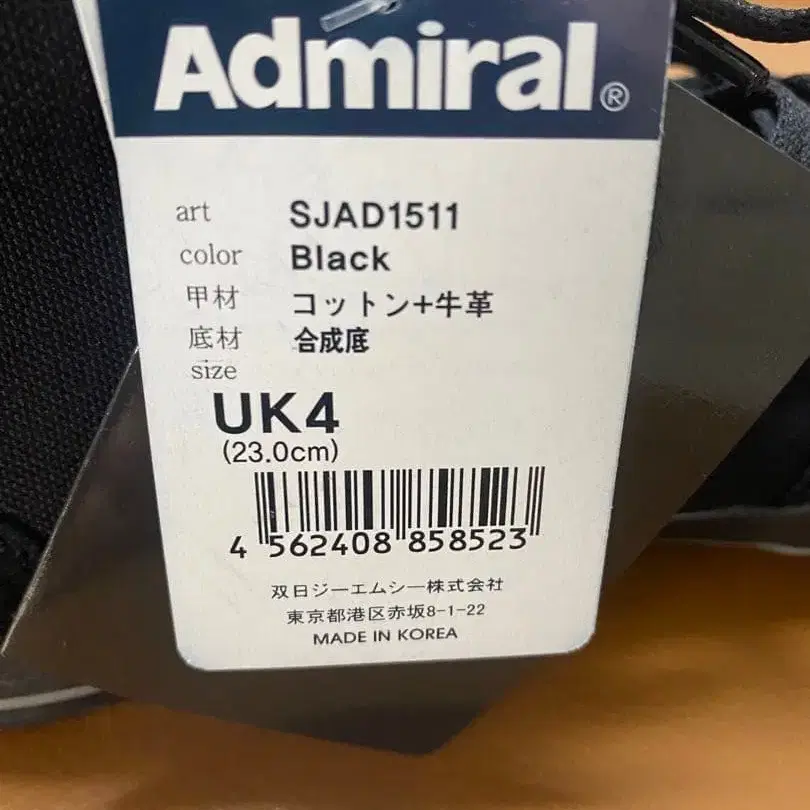 Admiral®
art SJAD1511
color Black
甲材 コットン+牛革
底材 合成底
size
UK4
(23.0cm)
4 562408 858523
双日ジーエムシー株式会社
東京都港区赤坂8-1-22
MADE IN KOREA